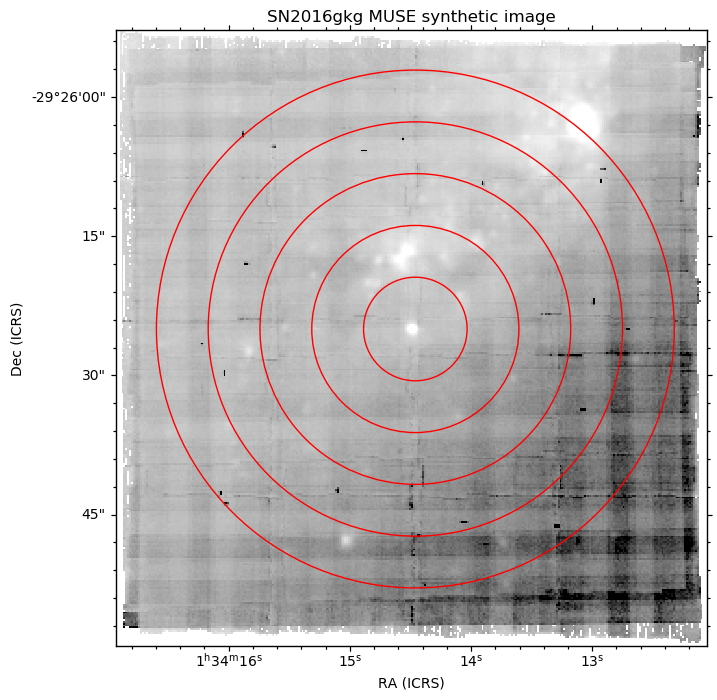 SN2016gkg MUSE synthetic image
-29°26'00"
15"
30"
45"
Dec (ICRS)
1ʰ34ᵐ16ˢ 15ˢ 14ˢ 13ˢ
RA (ICRS)